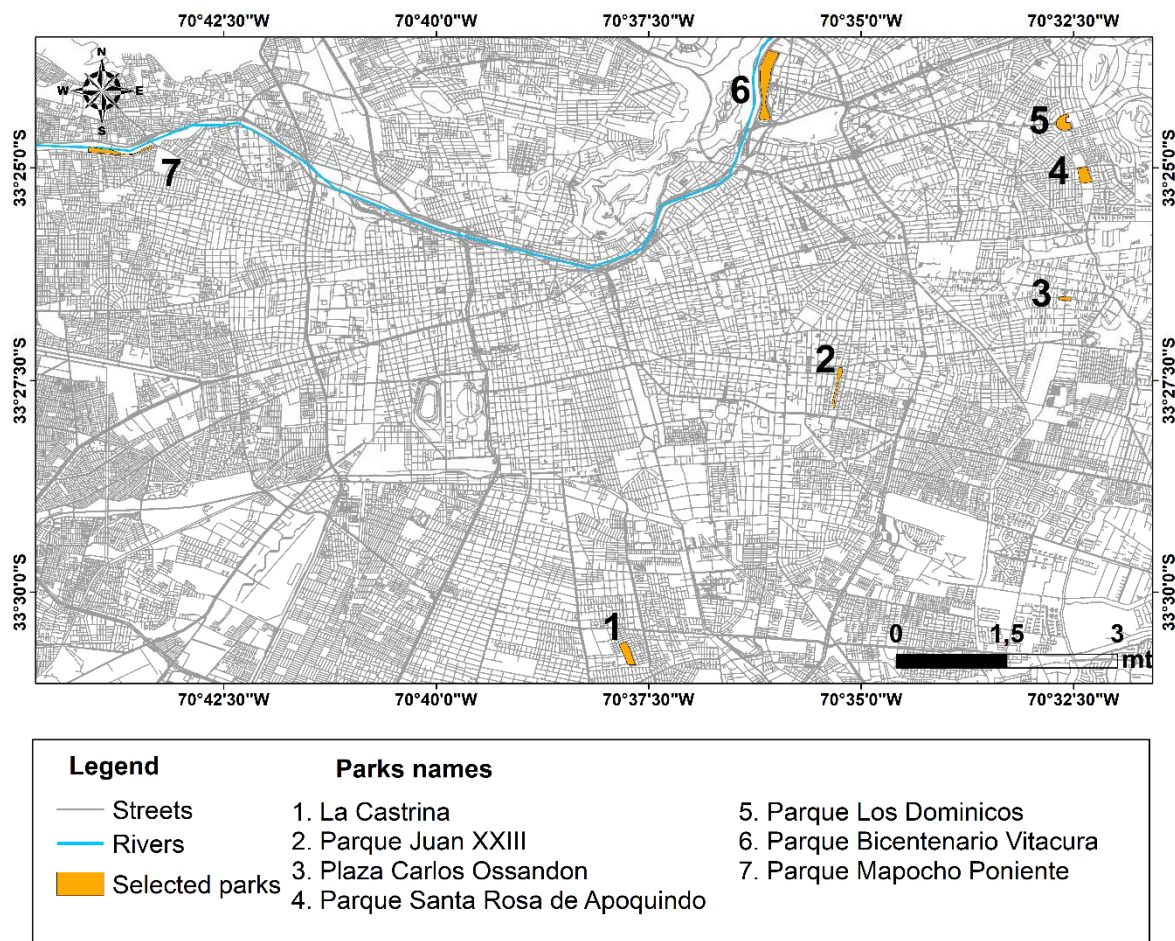 70°42'30"W 70°40'0"W 70°37'30"W 70°35'0"W 70°32'30"W
N
W E
S
6
5
4
7
33°25'0"S 33°25'0"S
3
2
33°27'30"S 33°27'30"S
33°30'0"S 33°30'0"S
1
0 1,5 3
mt
70°42'30"W 70°40'0"W 70°37'30"W 70°35'0"W 70°32'30"W
Legend
Streets
Rivers
Selected parks
Parks names
1. La Castrina
2. Parque Juan XXIII
3. Plaza Carlos Ossandon
4. Parque Santa Rosa de Apoquindo
5. Parque Los Dominicos
6. Parque Bicentenario Vitacura
7. Parque Mapocho Poniente